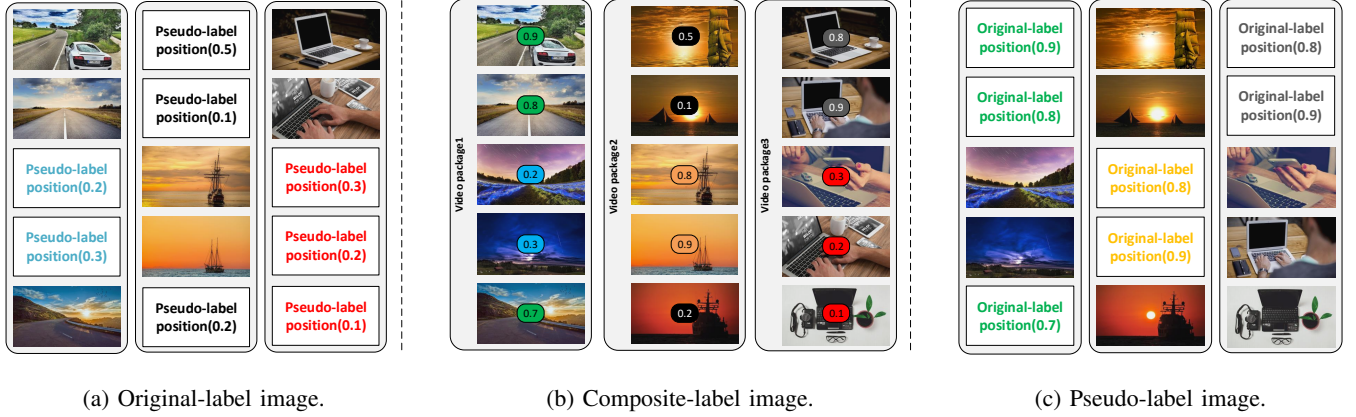 Pseudo-label
position(0.5)
Pseudo-label
position(0.1)
Pseudo-label
position(0.2)
Pseudo-label
position(0.3)
Pseudo-label
position(0.3)
Pseudo-label
position(0.2)
Pseudo-label
position(0.2)
Pseudo-label
position(0.1)
(a) Original-label image.
Video package1
0.9
0.8
0.2
0.3
0.7
Video package2
0.5
0.1
0.8
0.9
0.2
Video package3
0.8
0.9
0.3
0.2
0.1
(b) Composite-label image.
Original-label
position(0.9)
Original-label
position(0.8)
Original-label
position(0.8)
Original-label
position(0.9)
Original-label
position(0.8)
Original-label
position(0.9)
Original-label
position(0.7)
(c) Pseudo-label image.